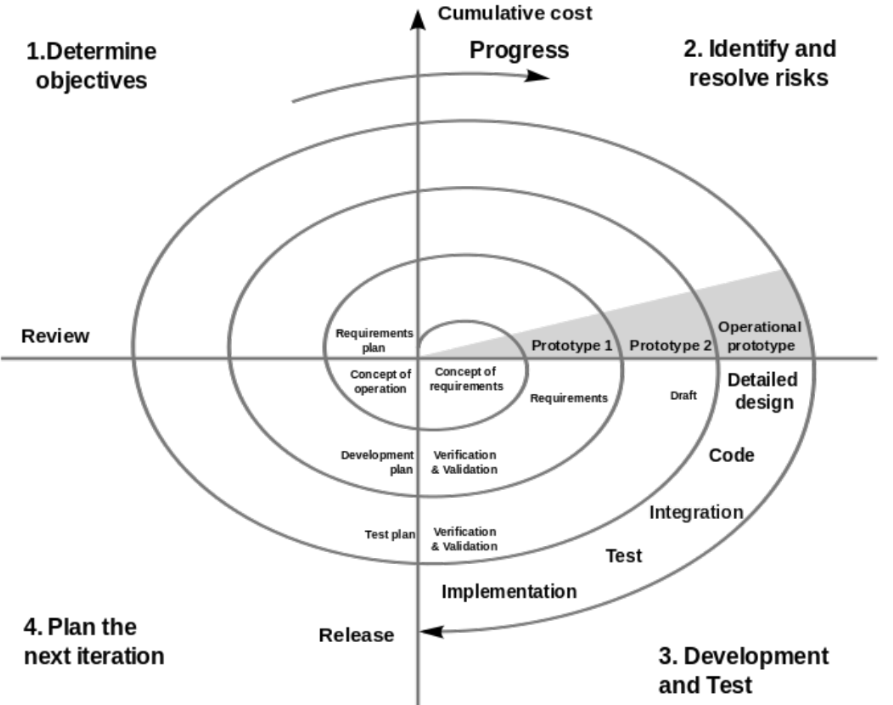 Cumulative cost
Progress
1.Determine
objectives
2. Identify and
resolve risks
Review
Requirements
plan
Prototype 1
Prototype 2
Operational
prototype
Concept of
operation
Concept of
requirements
Requirements
Draft
Detailed
design
Development
plan
Verification
& Validation
Code
Test plan
Verification
& Validation
Integration
Test
Implementation
Release
4. Plan the
next iteration
3. Development
and Test